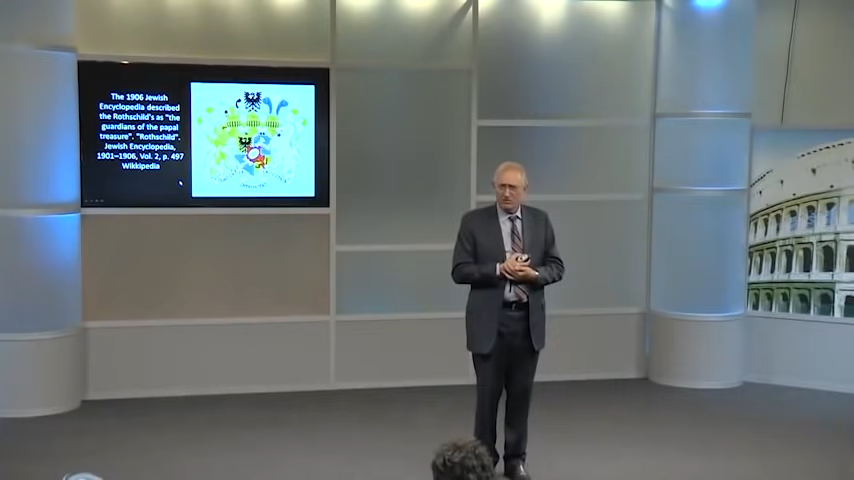 The 1906 Jewish
Encyclopedia described
the Rothschild's as "the
guardians of the papal
treasure". "Rothschild".
Jewish Encyclopedia,
1901–1906, Vol. 2, p. 497
Wikkipedia